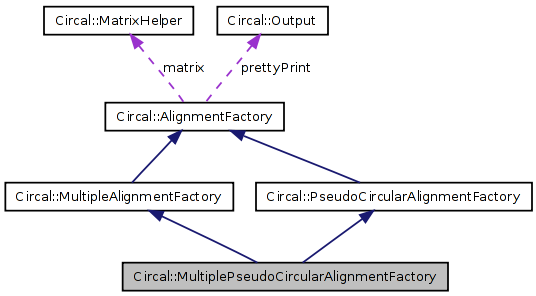 Circal::MatrixHelper
Circal::Output
matrix
prettyPrint
Circal::AlignmentFactory
Circal::MultipleAlignmentFactory
Circal::PseudoCircularAlignmentFactory
Circal::MultiplePseudoCircularAlignmentFactory